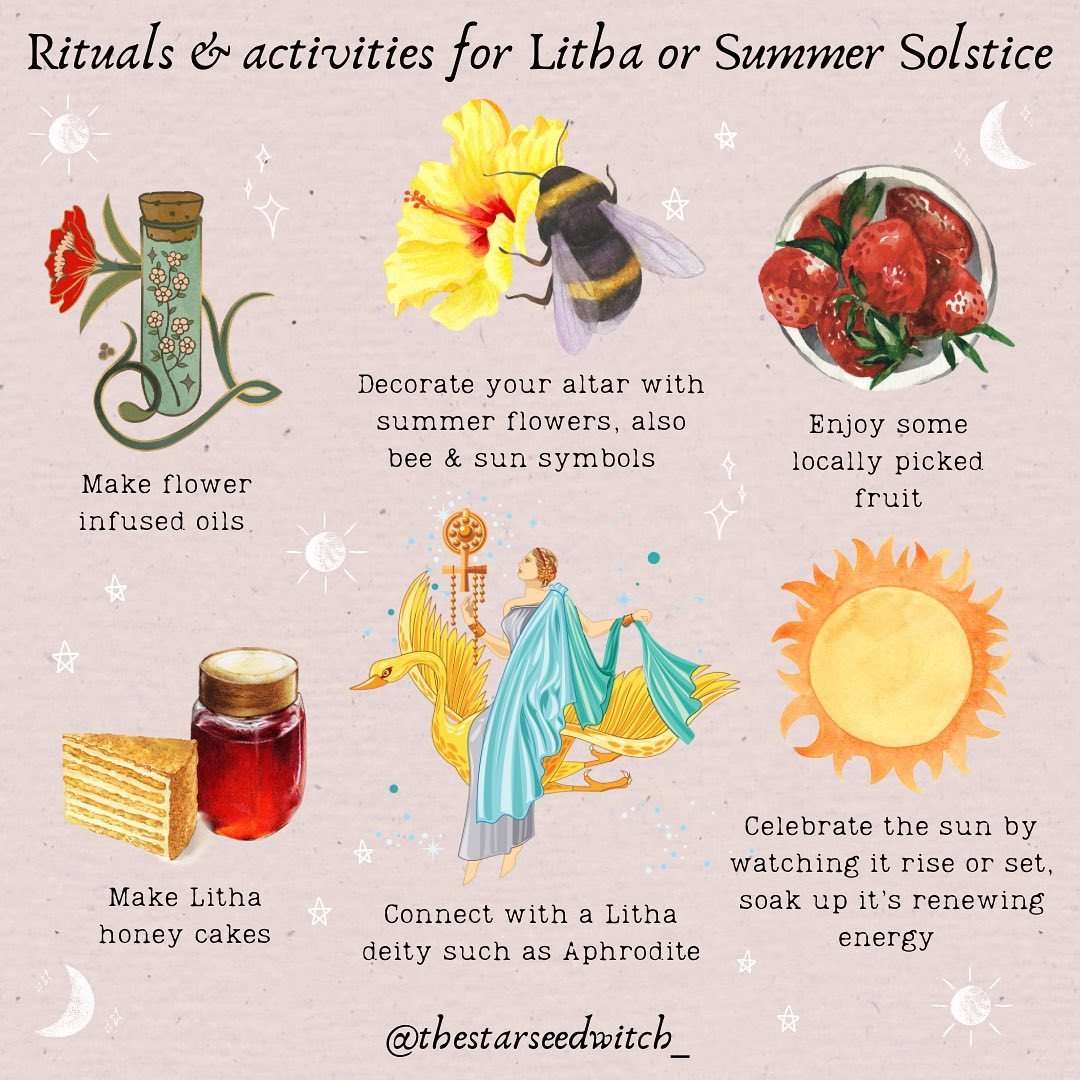 Rituals & activities for Litha or Summer Solstice
Make flower
infused oils
Decorate your altar with
summer flowers, also
bee & sun symbols
Enjoy some
locally picked
fruit
Make Litha
honey cakes
Connect with a Litha
deity such as Aphrodite
Celebrate the sun by
watching it rise or set,
soak up it's renewing
energy
@thestarseedwitch_